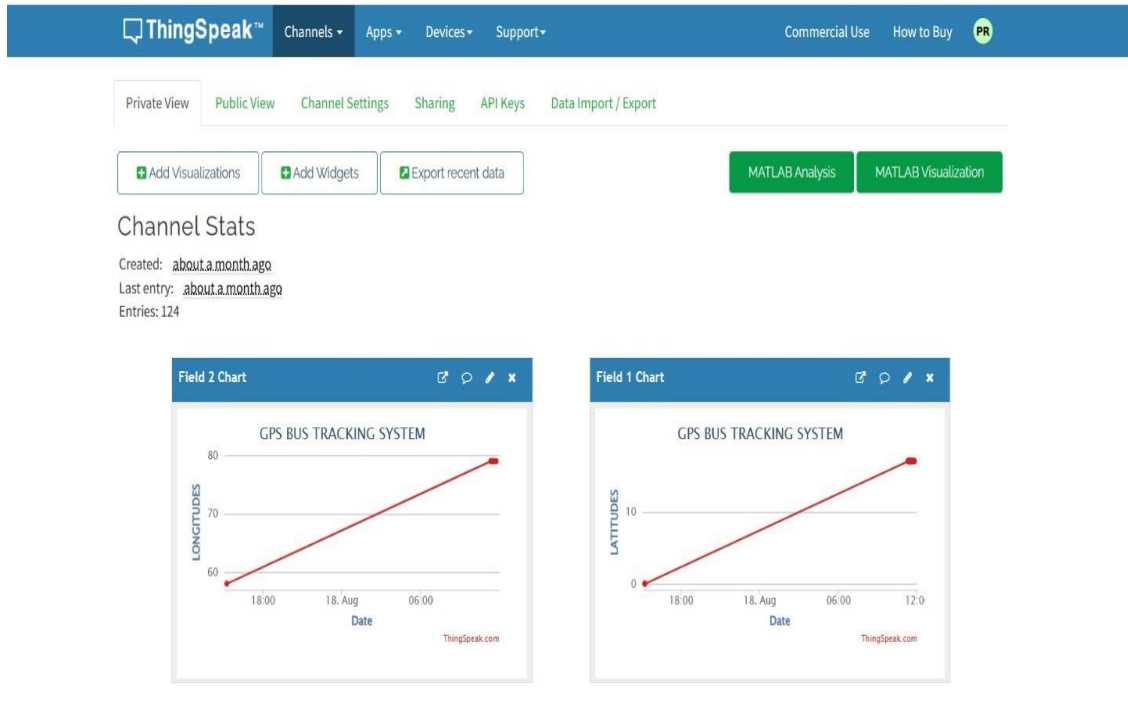 ThingSpeak™ Channels Apps Devices Support Commercial Use How to Buy PR
Private View Public View Channel Settings Sharing API Keys Data Import / Export
Add Visualizations Add Widgets Export recent data MATLAB Analysis MATLAB Visualization
Channel Stats
Created: about a month ago
Last entry: about a month ago
Entries: 124
Field 2 Chart
GPS BUS TRACKING SYSTEM
LONGITUDES
80
70
60
18:00 18. Aug 06:00
Date
ThingSpeak.com
Field 1 Chart
GPS BUS TRACKING SYSTEM
LATITUDES
10
0
18:00 18. Aug 06:00 12:0
Date
ThingSpeak.com